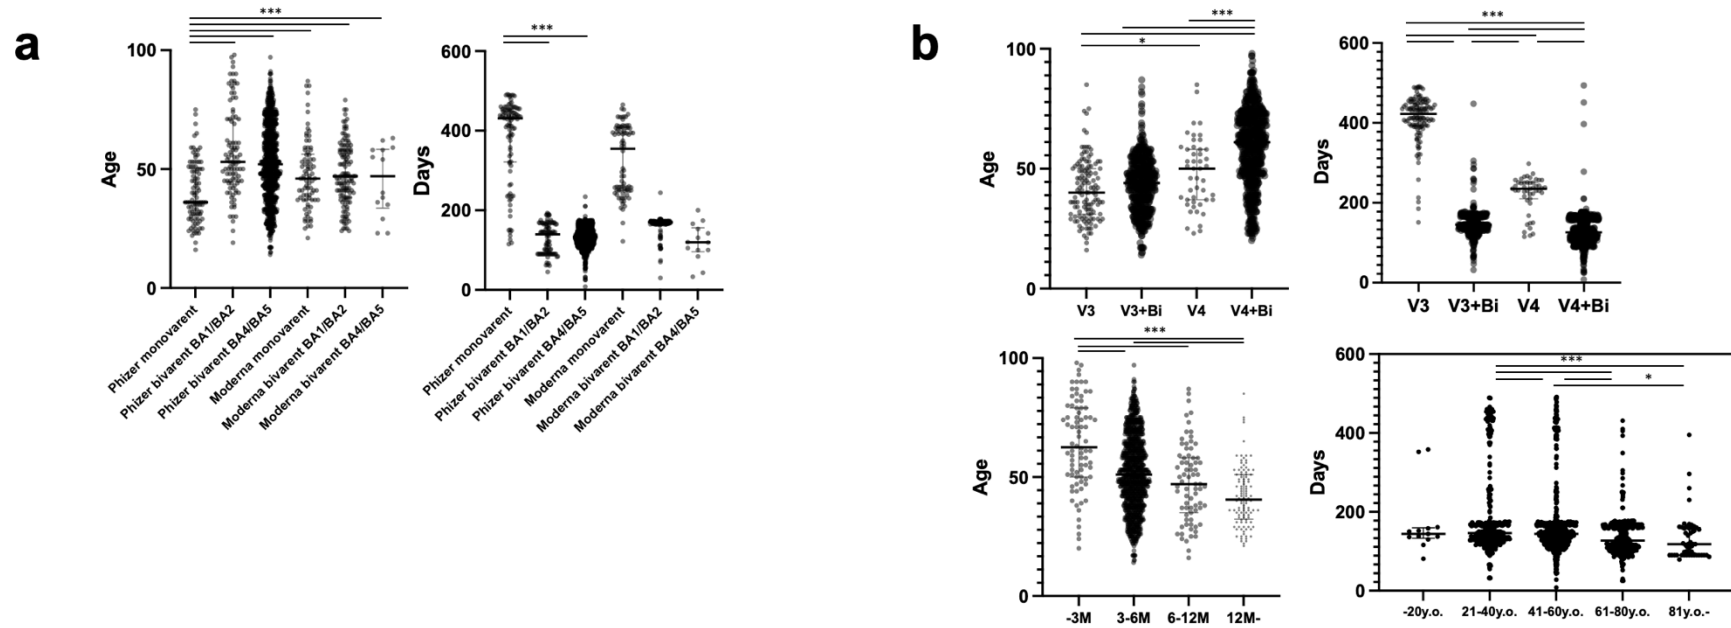 a
***
100
50
0
Age
Phizer monovarent
Phizer bivarent BA1/BA2
Phizer bivarent BA4/BA5
Moderna monovarent
Moderna bivarent BA1/BA2
Moderna bivarent BA4/BA5
***
600
400
200
0
Days
Phizer monovarent
Phizer bivarent BA1/BA2
Phizer bivarent BA4/BA5
Moderna monovarent
Moderna bivarent BA1/BA2
Moderna bivarent BA4/BA5
b
***
*
100
50
0
Age
V3 V3+Bi V4 V4+Bi
***
600
400
200
0
Days
V3 V3+Bi V4 V4+Bi
***
100
50
0
Age
-3M 3-6M 6-12M 12M-
***
*
600
400
200
0
Days
-20y.o. 21-40y.o. 41-60y.o. 61-80y.o. 81y.o.-